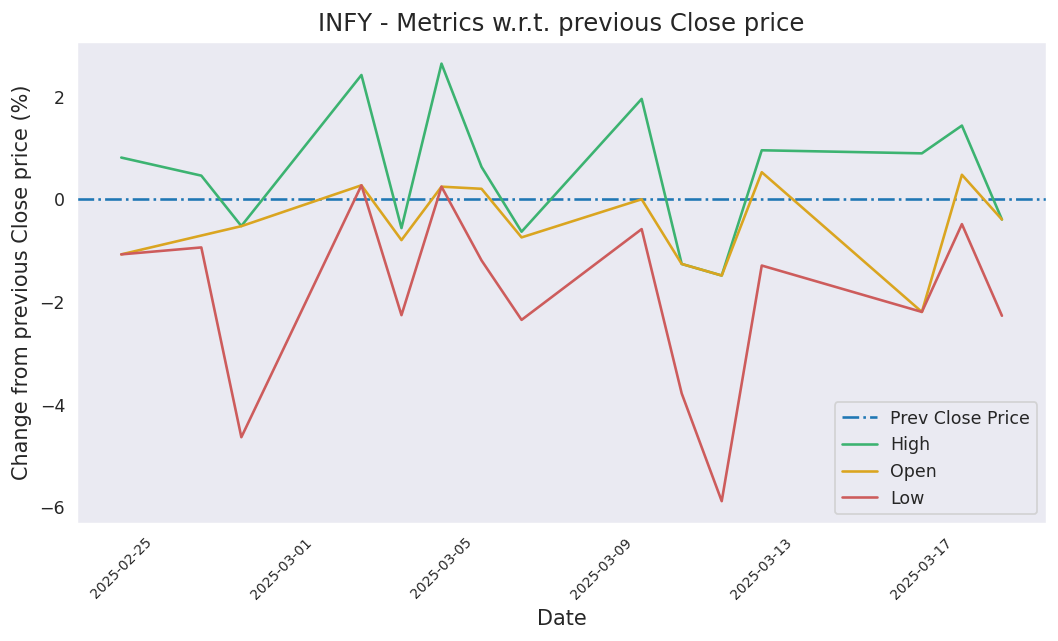 INFY - Metrics w.r.t. previous Close price
Change from previous Close price (%)
2
0
−2
−4
−6
Prev Close Price
High
Open
Low
2025-02-25
2025-03-01
2025-03-05
2025-03-09
2025-03-13
2025-03-17
Date